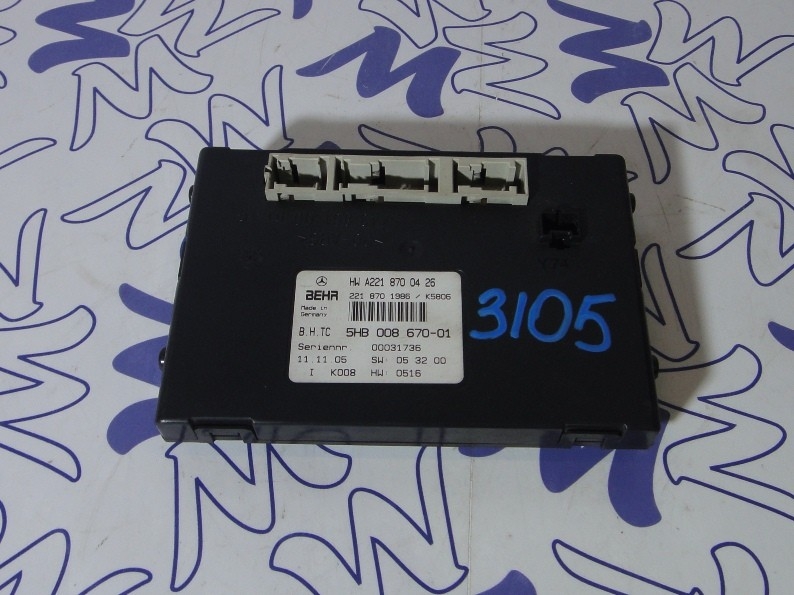 HW A221 870 04 26
BEHR 221 870 1986 / K5806
Made in
Germany
B.H.TC 5HB 008 670-01
Seriennr. 00031736
11.11.05 SW: 05 32 00
I K008 HW: 0516
3105